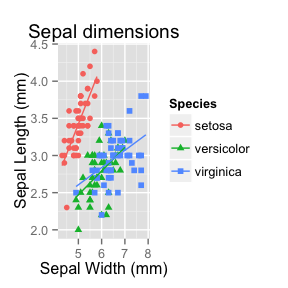 Sepal dimensions
Sepal Length (mm)
4.5
4.0
3.5
3.0
2.5
2.0
5
6
7
8
Sepal Width (mm)
Species
setosa
versicolor
virginica